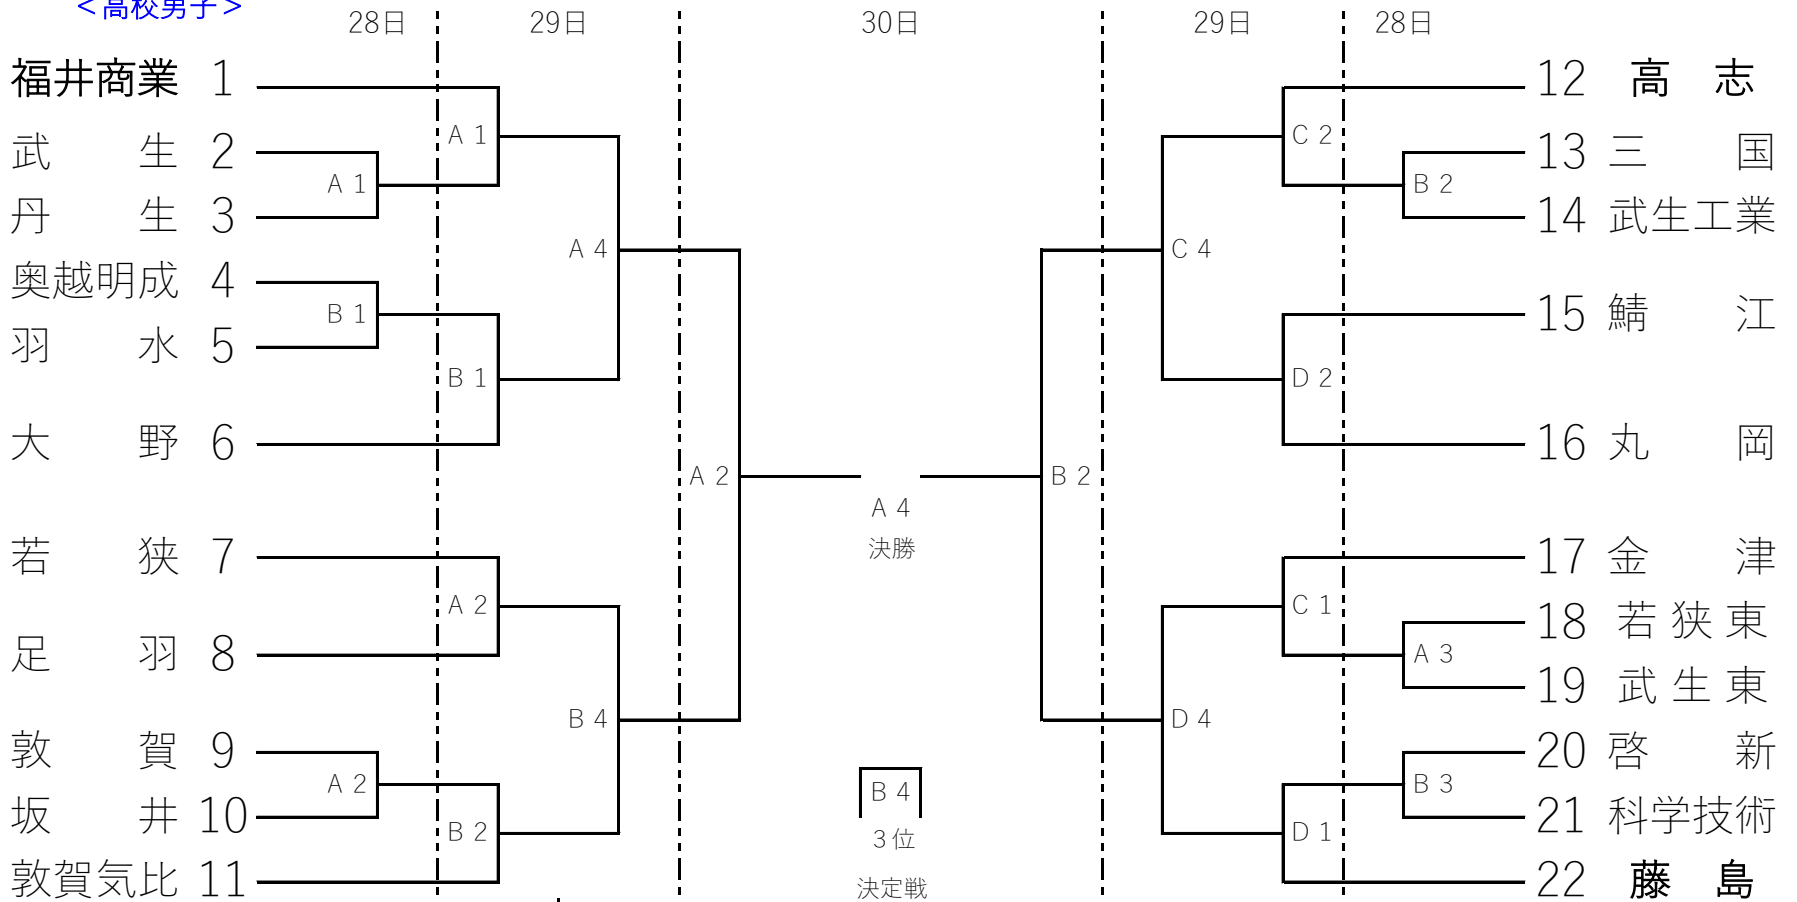 ＜高校男子＞
28日 29日 30日 29日 28日
福井商業 1 12 高 志
A 1 C 2
武 生 2 13 三 国
A 1 B 2
丹 生 3 14 武生工業
A 4 C 4
奥越明成 4
B 1 15 鯖 江
羽 水 5
B 1 D 2
大 野 6 16 丸 岡
A 2 B 2
A 4
決勝
若 狭 7 17 金 津
A 2 C 1
18 若 狭 東
足 羽 8 A 3
19 武 生 東
B 4 D 4
敦 賀 9 20 啓 新
A 2 B 4 B 3
坂 井 10 21 科学技術
B 2 3 位 D 1
敦賀気比 11 決定戦 22 藤 島